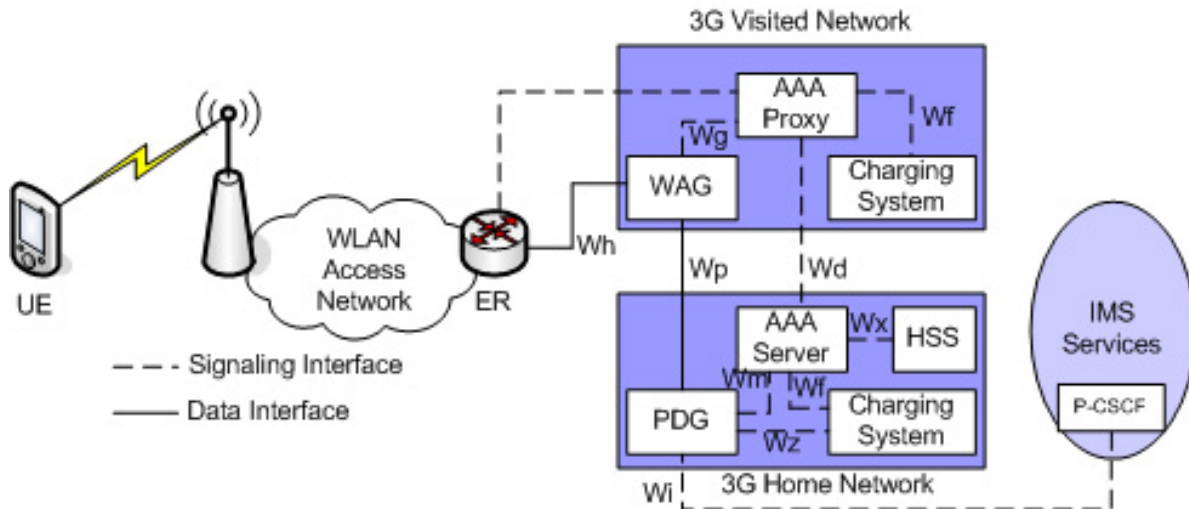 3G Visited Network
AAA
Proxy
Wf
Wg
WAG
Charging
System
WLAN
Access
Network
Wh
UE
ER
Wp
Wd
AAA
Server
Wx
HSS
IMS
Services
Signaling Interface
Wm
Wf
Data Interface
PDG
Charging
System
P-CSCF
Wz
Wi
3G Home Network